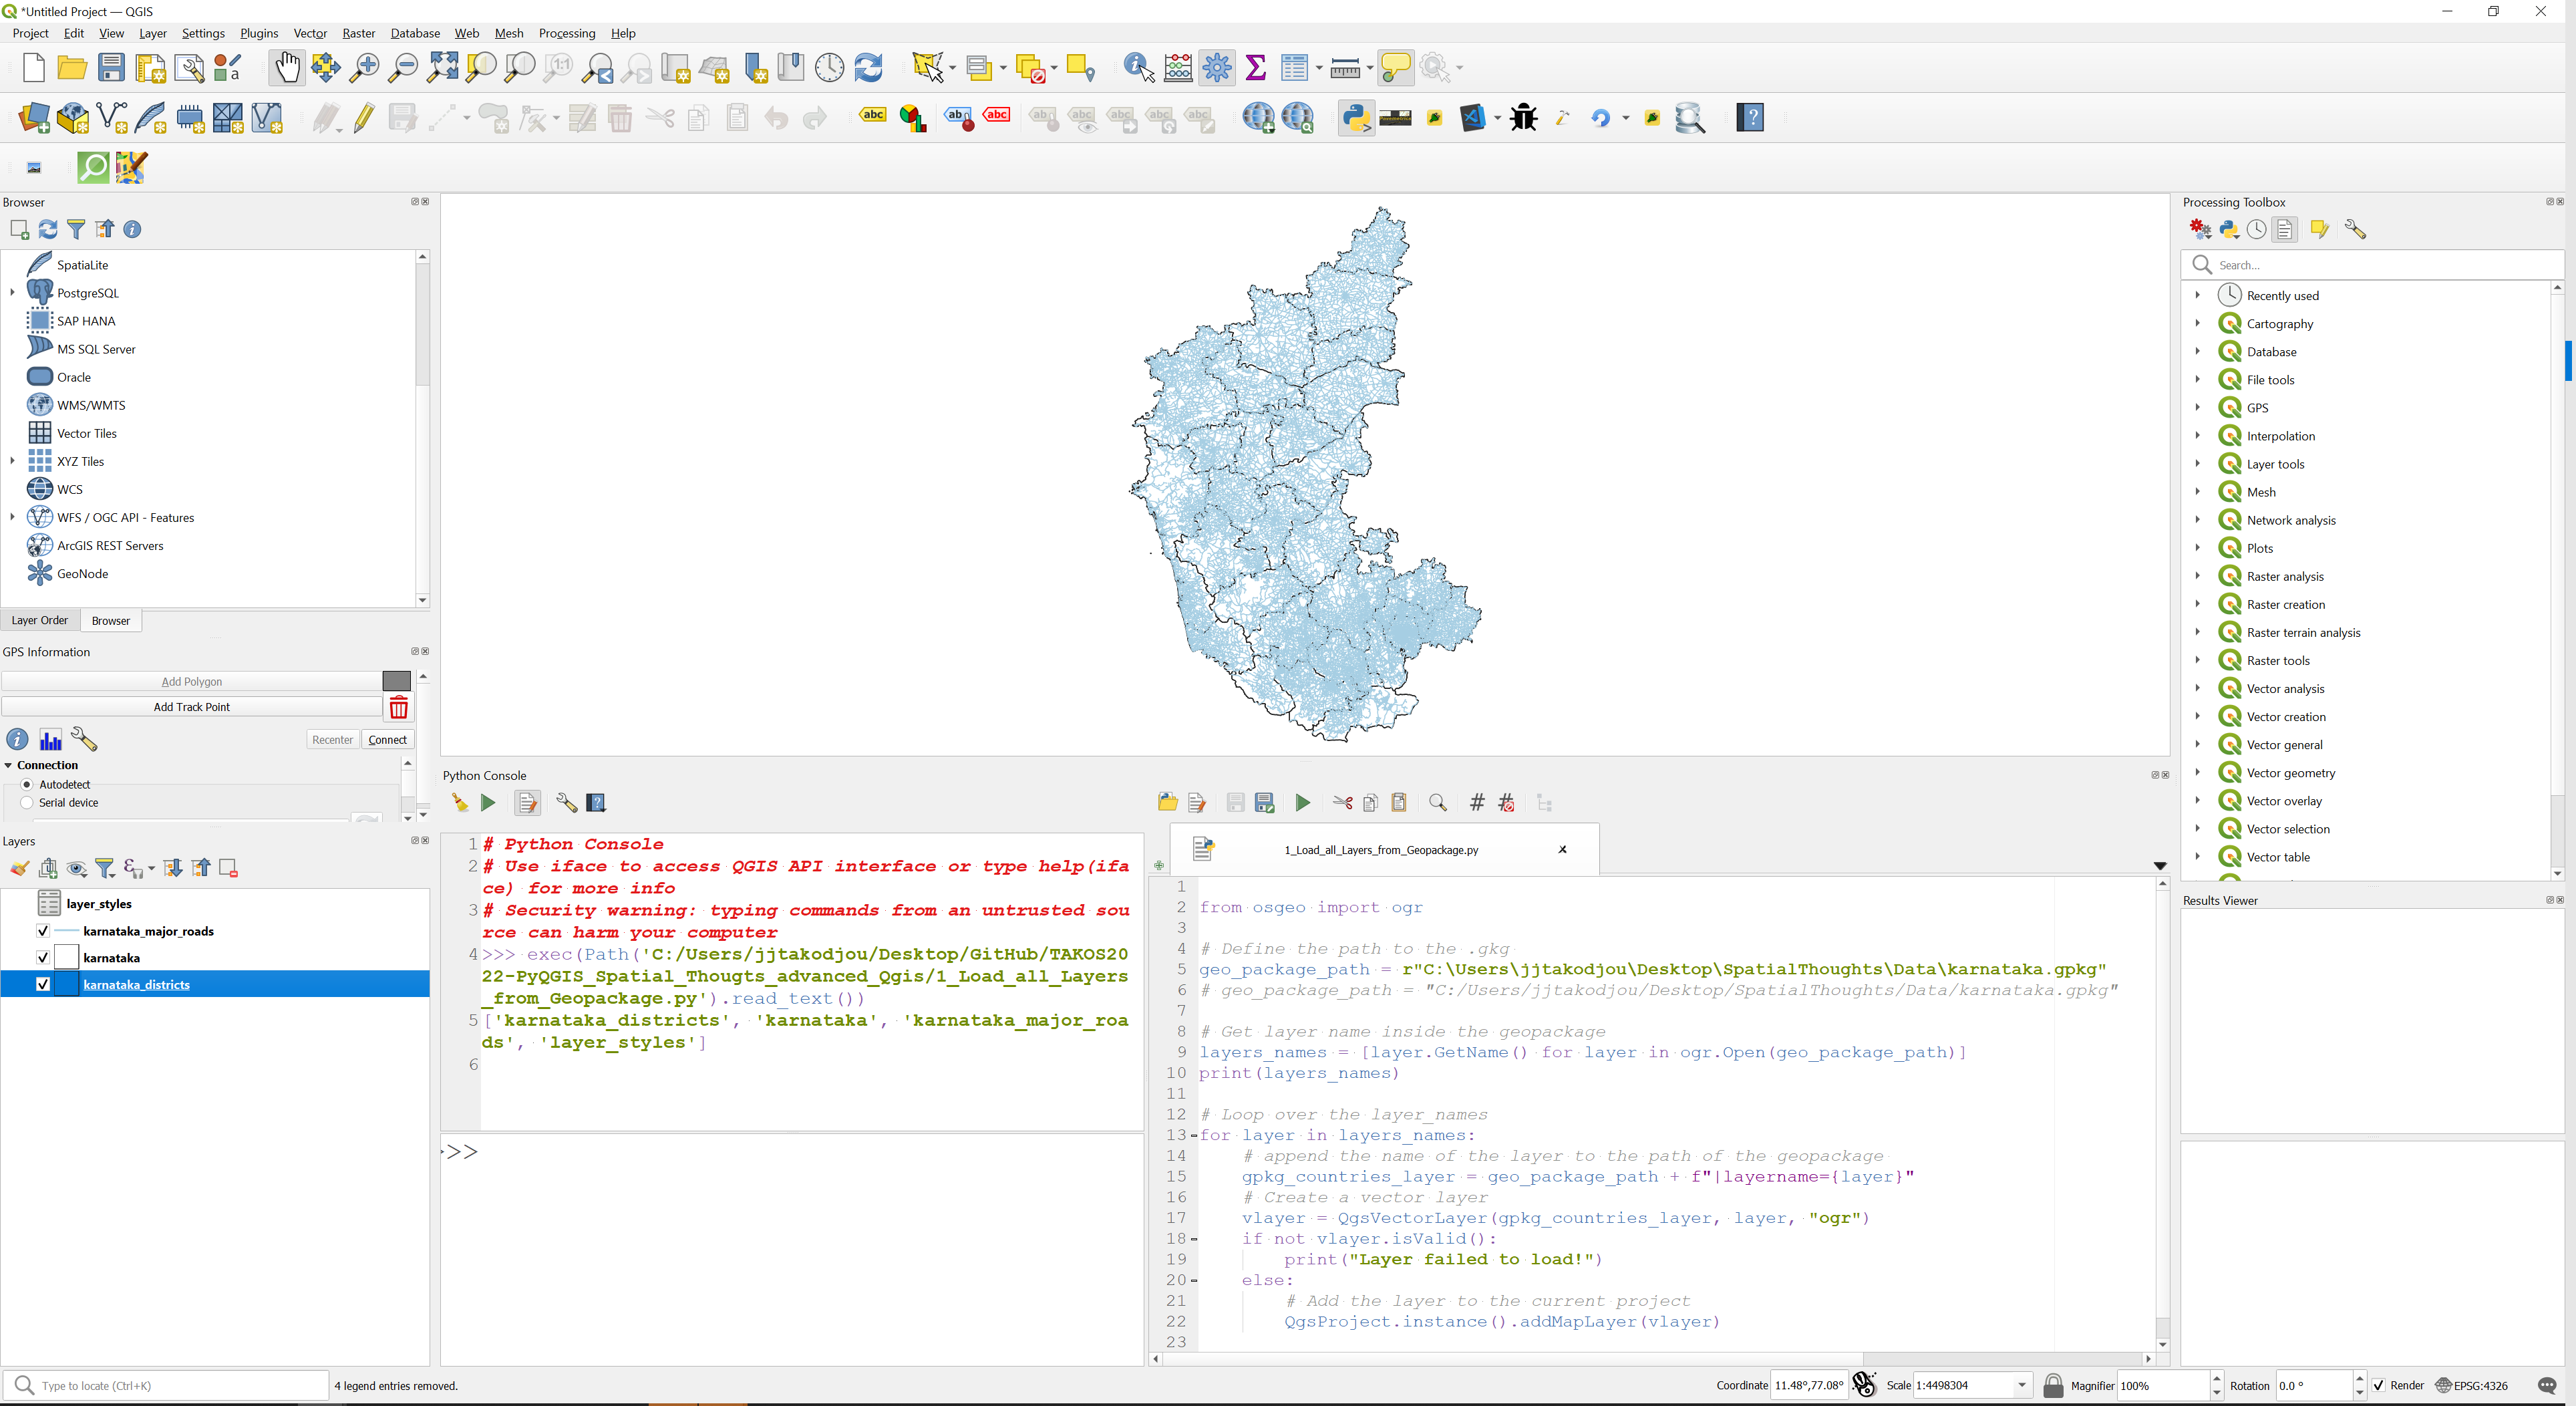 *Untitled Project — QGIS
Project Edit View Layer Settings Plugins Vector Raster Database Web Mesh Processing Help
Browser
SpatiaLite
PostgreSQL
SAP HANA
MS SQL Server
Oracle
WMS/WMTS
Vector Tiles
XYZ Tiles
WCS
WFS / OGC API - Features
ArcGIS REST Servers
GeoNode
Layer Order Browser
GPS Information
Add Polygon
Add Track Point
Recenter Connect
Connection
Autodetect
Serial device
Layers
layer_styles
karnataka_major_roads
karnataka
karnataka_districts
Python Console
1 # Python Console
2 # Use iface to access QGIS API interface or type help(ifa
ce) for more info
3 # Security warning: typing commands from an untrusted sou
rce can harm your computer
4 >>> exec(Path('C:/Users/jjtakodjou/Desktop/GitHub/TAKOS20
22-PyQGIS_Spatial_Thougts_advanced_Qgis/1_Load_all_Layers
_from_Geopackage.py').read_text())
5 ['karnataka_districts', 'karnataka', 'karnataka_major_roa
ds', 'layer_styles']
6
>>>
1_Load_all_Layers_from_Geopackage.py
1
2 from osgeo import ogr
3
4 # Define the path to the .gkg
5 geo_package_path = r"C:\Users\jjtakodjou\Desktop\SpatialThoughts\Data\karnataka.gpkg"
6 # geo_package_path = "C:/Users/jjtakodjou/Desktop/SpatialThoughts/Data/karnataka.gpkg"
7
8 # Get layer name inside the geopackage
9 layers_names = [layer.GetName() for layer in ogr.Open(geo_package_path)]
10 print(layers_names)
11
12 # Loop over the layer_names
13 for layer in layers_names:
14 # append the name of the layer to the path of the geopackage
15 gpkg_countries_layer = geo_package_path + f"|layername={layer}"
16 # Create a vector layer
17 vlayer = QgsVectorLayer(gpkg_countries_layer, layer, "ogr")
18 if not vlayer.isValid():
19 print("Layer failed to load!")
20 else:
21 # Add the layer to the current project
22 QgsProject.instance().addMapLayer(vlayer)
23
Processing Toolbox
Search...
Recently used
Cartography
Database
File tools
GPS
Interpolation
Layer tools
Mesh
Network analysis
Plots
Raster analysis
Raster creation
Raster terrain analysis
Raster tools
Vector analysis
Vector creation
Vector general
Vector geometry
Vector overlay
Vector selection
Vector table
Results Viewer
Type to locate (Ctrl+K) 4 legend entries removed. Coordinate 11.48°,77.08° Scale 1:4498304 Magnifier 100% Rotation 0.0 ° Render EPSG:4326